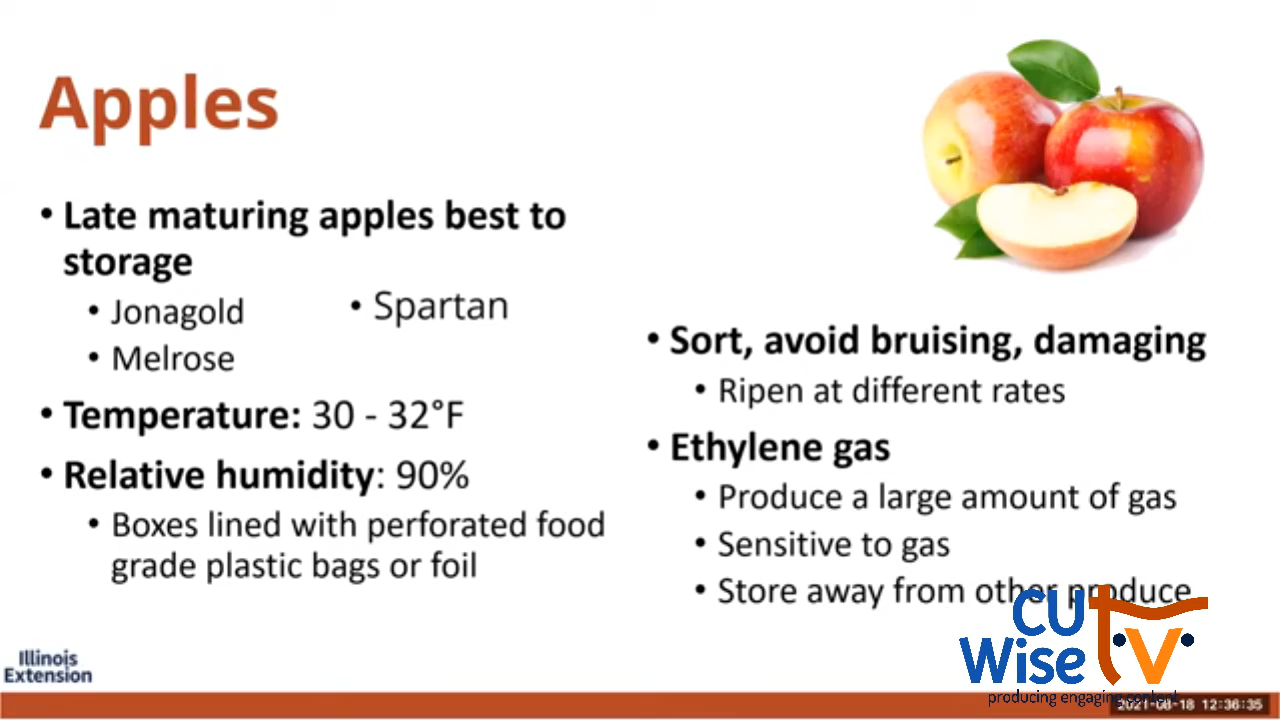 Apples
• Late maturing apples best to
storage
• Jonagold
• Spartan
• Melrose
• Temperature: 30 - 32°F
• Relative humidity: 90%
• Boxes lined with perforated food
grade plastic bags or foil
• Sort, avoid bruising, damaging
• Ripen at different rates
• Ethylene gas
• Produce a large amount of gas
• Sensitive to gas
• Store away from other produce
Illinois
Extension
CU
Wise tv
producing engaging content
2021-08-18 12:36:35